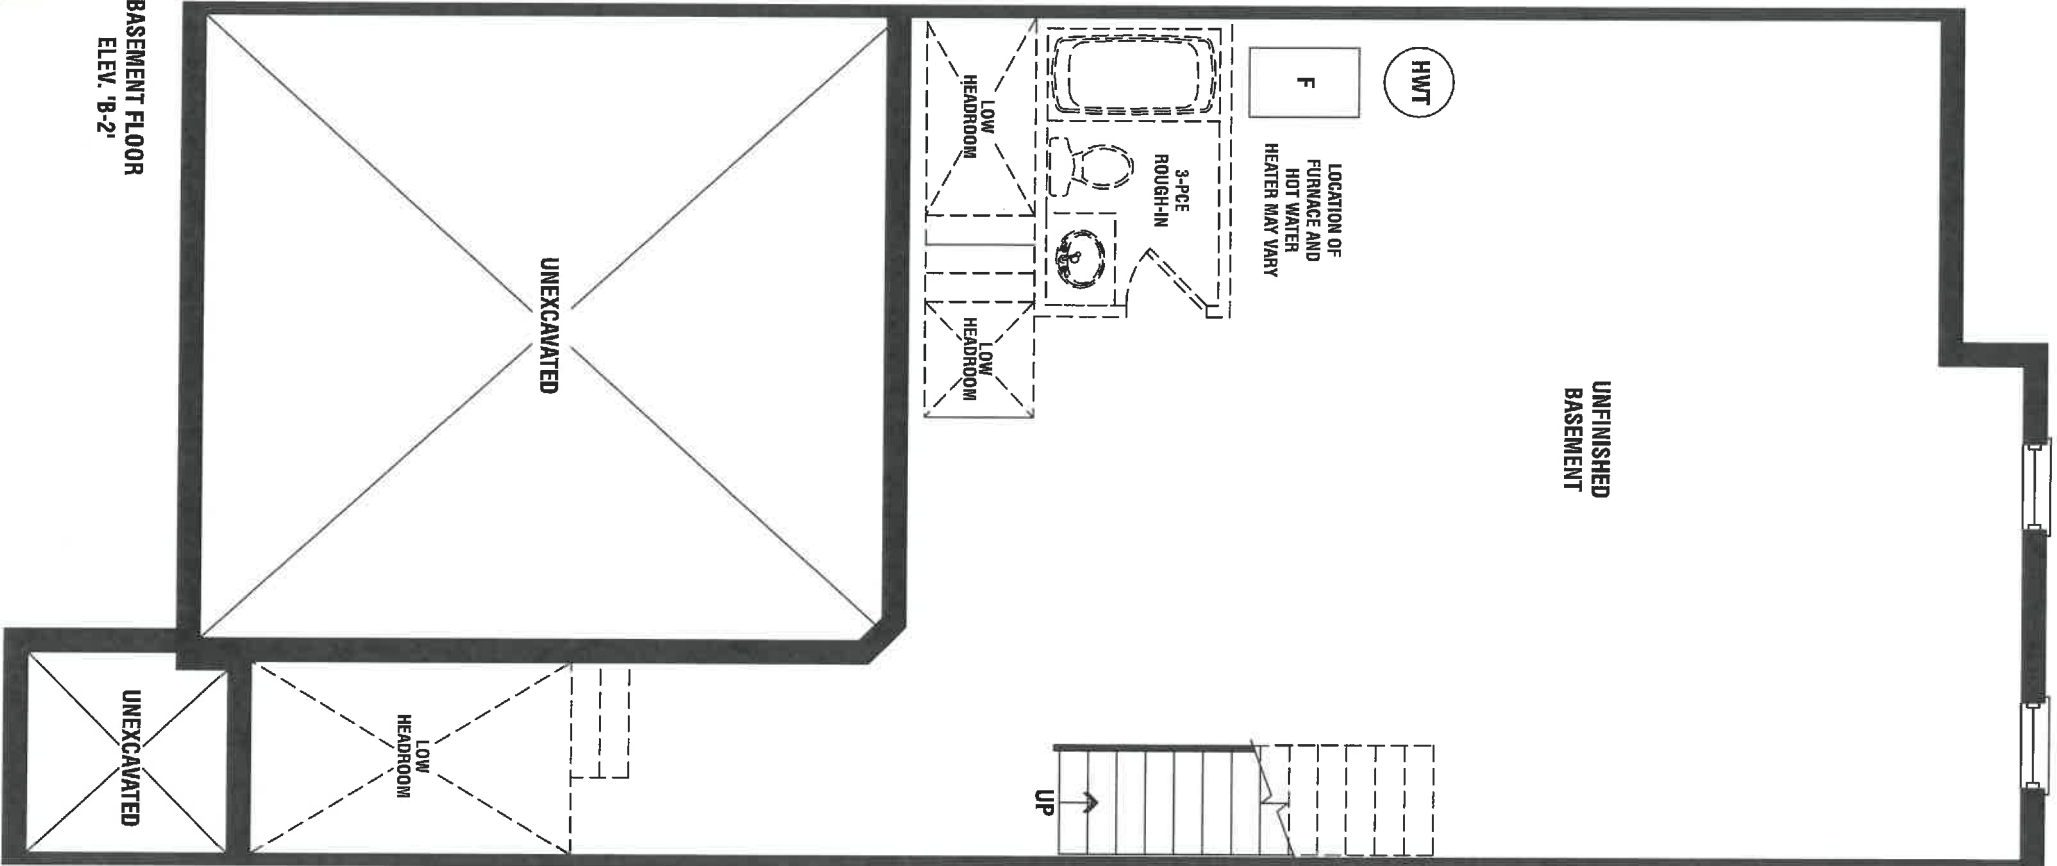 UNFINISHED
BASEMENT
HWT
F
LOCATION OF
FURNACE AND
HOT WATER
HEATER MAY VARY
3-PCE
ROUGH-IN
LOW
HEADROOM
LOW
HEADROOM
UP
UNEXCAVATED
LOW
HEADROOM
UNEXCAVATED
BASEMENT FLOOR
ELEV. 'B-2'